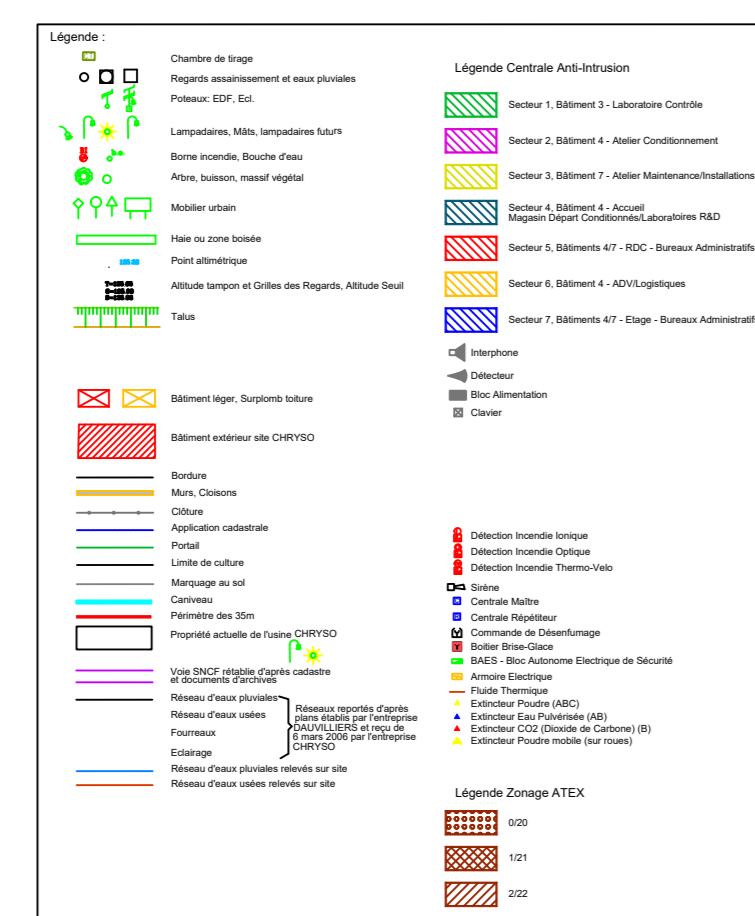 Légende :
Chambre de tirage
Regards assainissement et eaux pluviales
Poteaux: EDF, Ecl.
Lampadaires, Mâts, lampadaires futurs
Borne incendie, Bouche d'eau
Arbre, buisson, massif végétal
Mobilier urbain
Haie ou zone boisée
Point altimétrique
Altitude tampon et Grilles des Regards, Altitude Seuil
Talus
Bâtiment léger, Surplomb toiture
Bâtiment extérieur site CHRYSO
Bordure
Murs, Cloisons
Clôture
Application cadastrale
Portail
Limite de culture
Marquage au sol
Caniveau
Périmètre des 35m
Propriété actuelle de l'usine CHRYSO
Voie SNCF rétablie d'après cadastre
et documents d'archives
Réseau d'eaux pluviales
Réseau d'eaux usées
Fourreaux
Eclairage
Réseaux reportés d'après
plans établis par l'entreprise
DAUVILLIERS et reçu de
6 mars 2006 par l'entreprise
CHRYSO
Réseau d'eaux pluviales relevés sur site
Réseau d'eaux usées relevés sur site
Légende Centrale Anti-Intrusion
Secteur 1, Bâtiment 3 - Laboratoire Contrôle
Secteur 2, Bâtiment 4 - Atelier Conditionnement
Secteur 3, Bâtiment 7 - Atelier Maintenance/Installations
Secteur 4, Bâtiment 4 - Accueil
Magasin Départ Conditionnés/Laboratoires R&D
Secteur 5, Bâtiments 4/7 - RDC - Bureaux Administratifs
Secteur 6, Bâtiment 4 - ADV/Logistiques
Secteur 7, Bâtiments 4/7 - Etage - Bureaux Administratifs
Interphone
Détecteur
Bloc Alimentation
Clavier
Détection Incendie Ionique
Détection Incendie Optique
Détection Incendie Thermo-Velo
Sirène
Centrale Maître
Centrale Répétiteur
Commande de Désenfumage
Boitier Brise-Glace
BAES - Bloc Autonome Electrique de Sécurité
Armoire Electrique
Fluide Thermique
Extincteur Poudre (ABC)
Extincteur Eau Pulvérisée (AB)
Extincteur CO2 (Dioxide de Carbone) (B)
Extincteur Poudre mobile (sur roues)
Légende Zonage ATEX
0/20
1/21
2/22